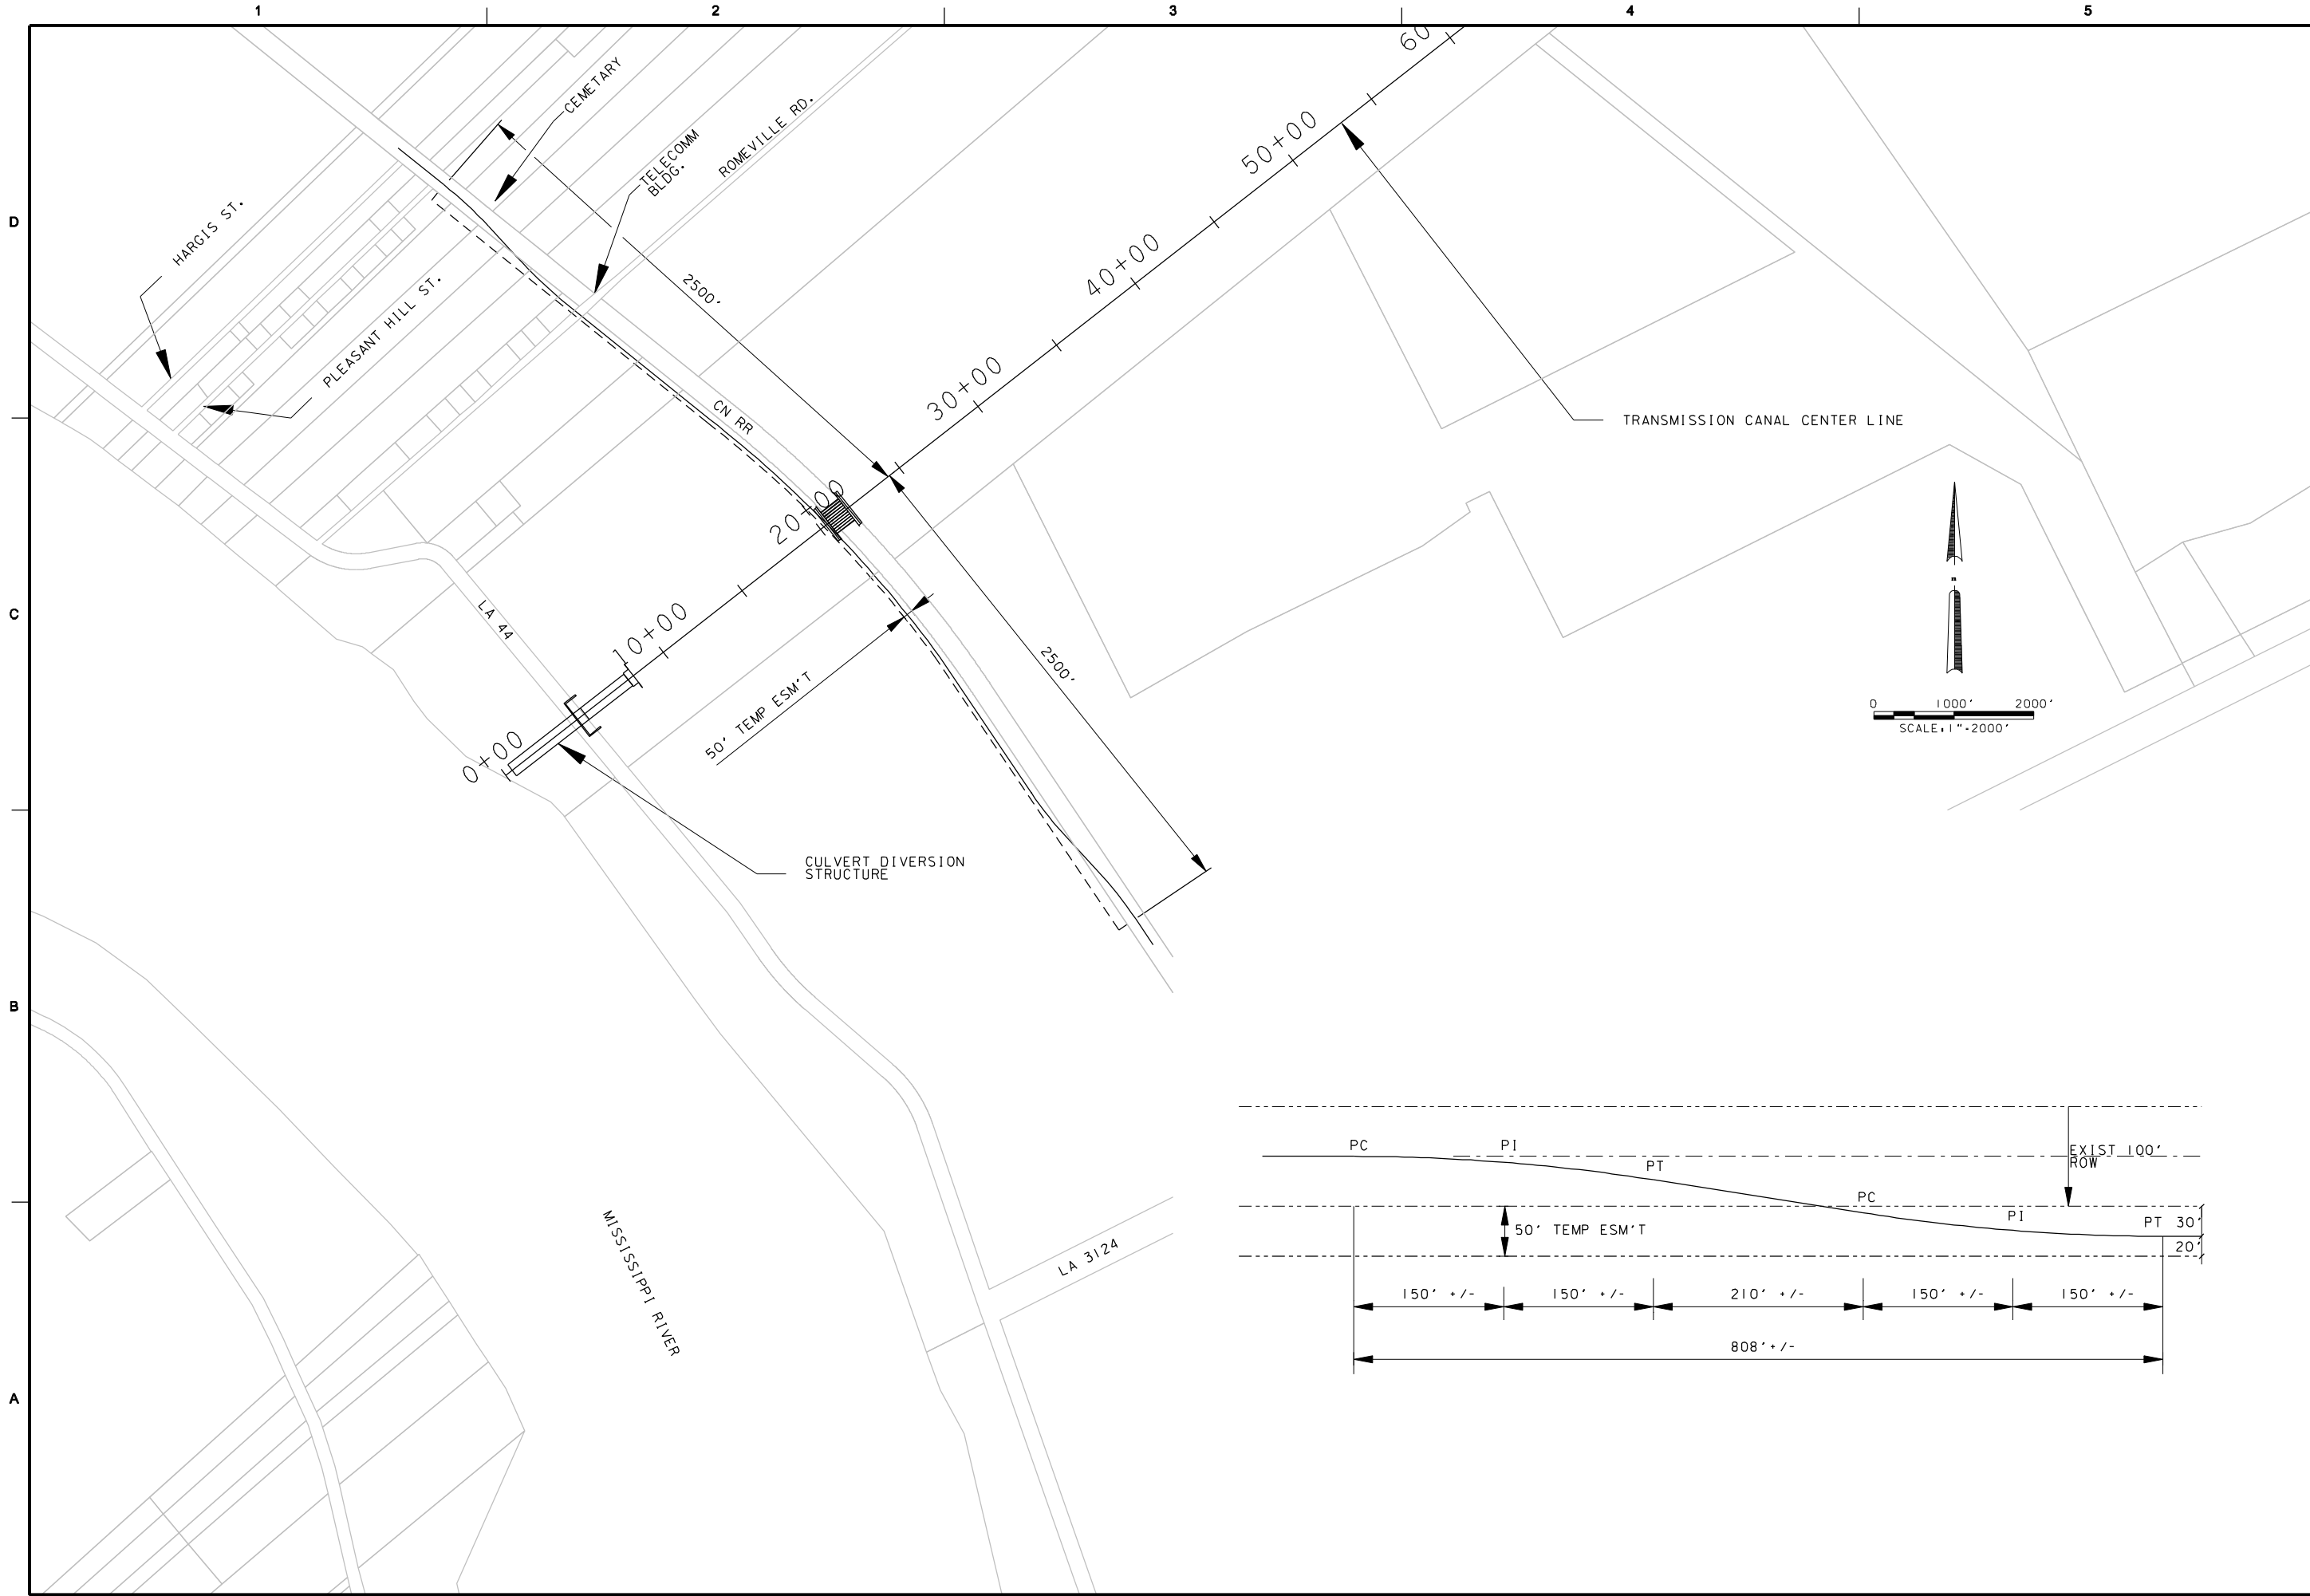 1
2
3
4
5
D
C
B
A
CEMETARY
TELECOMM
BLDG.
ROMEVILLE RD.
HARGIS ST.
PLEASANT HILL ST.
2500'
CN RR
60
50+00
40+00
30+00
20+00
10+00
0+00
TRANSMISSION CANAL CENTER LINE
LA 44
50' TEMP ESM'T
2500'
CULVERT DIVERSION
STRUCTURE
0 1000' 2000'
SCALE:1"=2000'
MISSISSIPPI RIVER
LA 3124
PC
PI
PT
PC
PI
PT 30'
20'
EXIST 100'
ROW
50' TEMP ESM'T
150' +/- 150' +/- 210' +/- 150' +/- 150' +/-
808'+/-